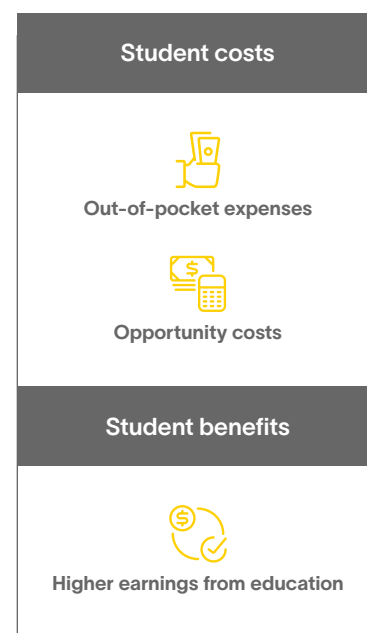 Student costs
Out-of-pocket expenses
$
Opportunity costs
Student benefits
$
Higher earnings from education